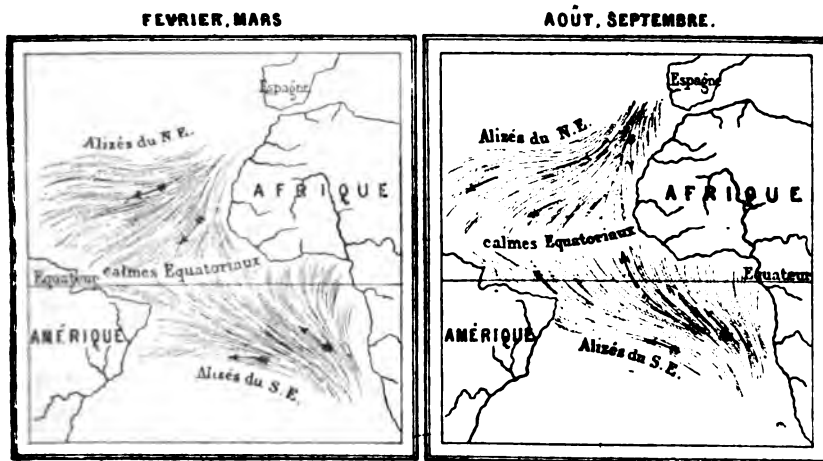 FEVRIER, MARS
Espagne
Alizés du N.E.
AFRIQUE
calmes Equatoriaux
Equateur
AMÉRIQUE
Alizés du S.E.
AOÛT, SEPTEMBRE.
Espagne
Alizés du N.E.
AFRIQUE
calmes Equatoriaux
Equateur
AMÉRIQUE
Alizés du S.E.